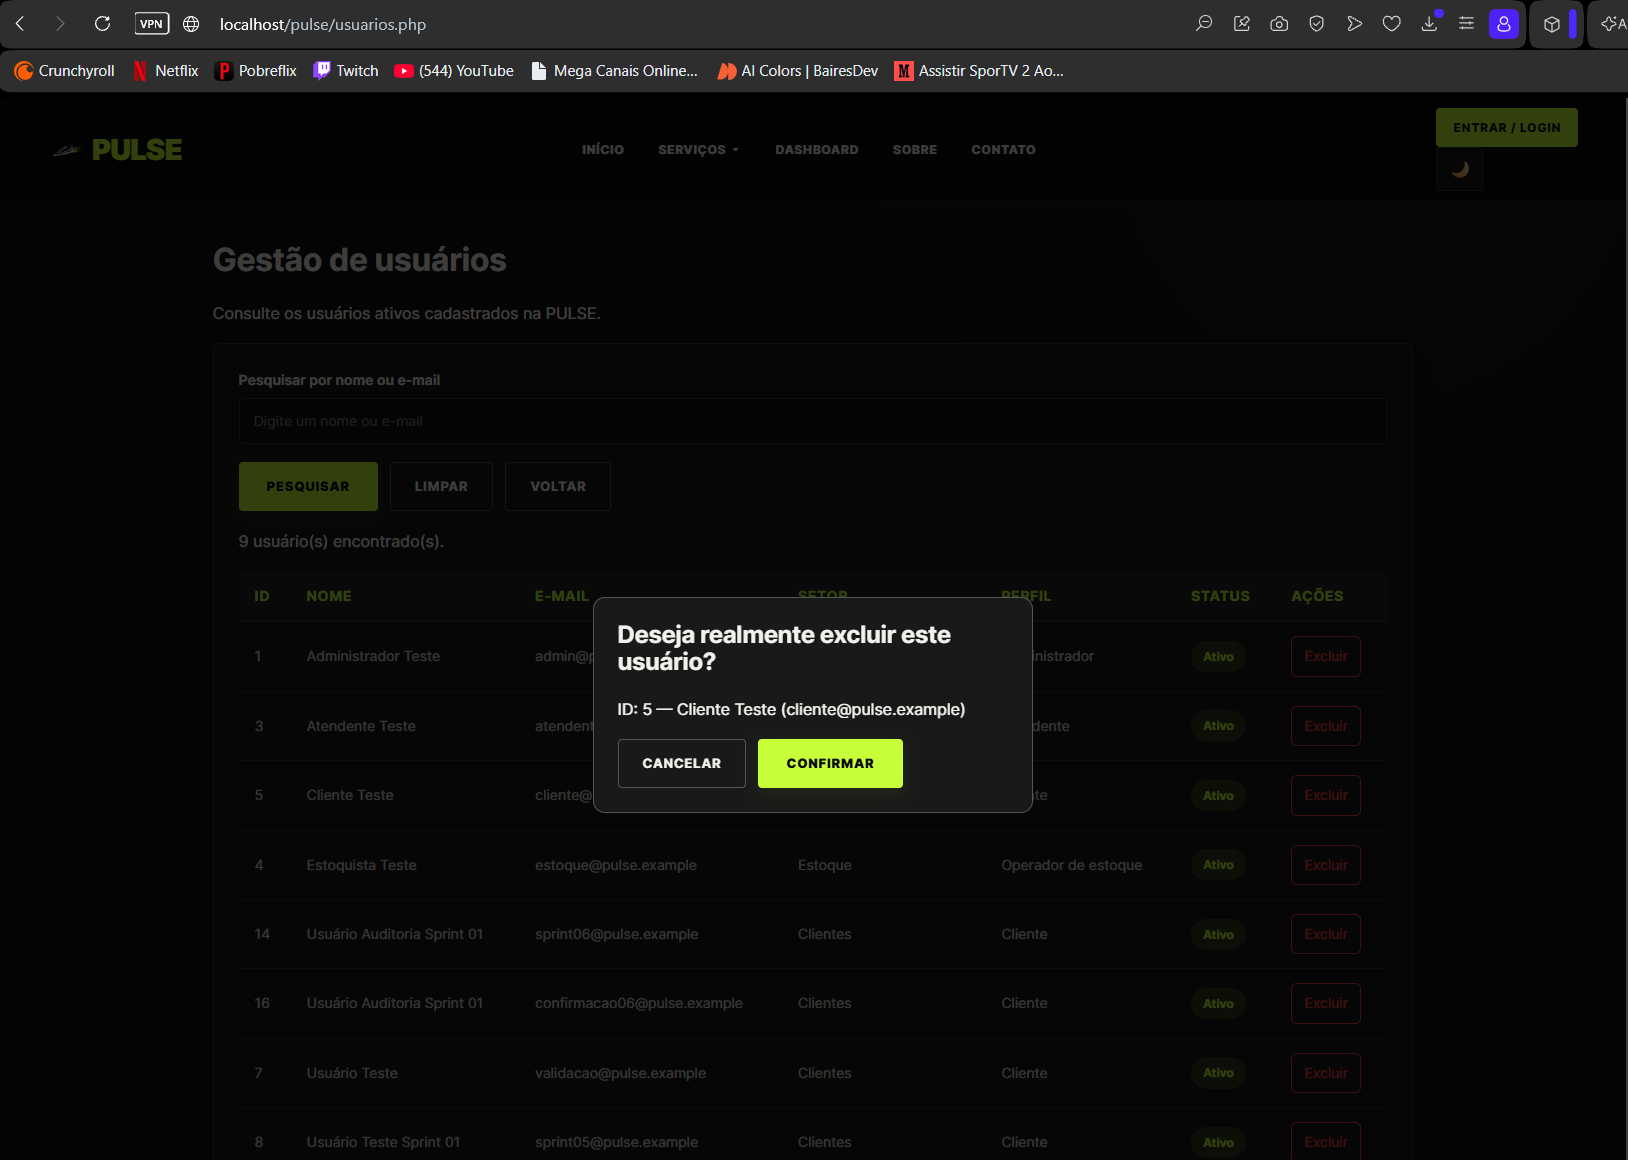 VPN localhost/pulse/usuarios.php
Crunchyroll Netflix Pobreflix Twitch (544) YouTube Mega Canais Online... AI Colors | BairesDev Assistir SporTV 2 Ao...
PULSE INÍCIO SERVIÇOS DASHBOARD SOBRE CONTATO ENTRAR / LOGIN
Gestão de usuários
Consulte os usuários ativos cadastrados na PULSE.
Pesquisar por nome ou e-mail
Digite um nome ou e-mail
PESQUISAR LIMPAR VOLTAR
9 usuário(s) encontrado(s).
ID NOME E-MAIL SETOR PERFIL STATUS AÇÕES
Deseja realmente excluir este
usuário?
ID: 5 — Cliente Teste (cliente@pulse.example)
CANCELAR CONFIRMAR
1 Administrador Teste Ativo Excluir
3 Atendente Teste Ativo Excluir
5 Cliente Teste Ativo Excluir
4 Estoquista Teste estoque@pulse.example Estoque Operador de estoque Ativo Excluir
14 Usuário Auditoria Sprint 01 sprint06@pulse.example Clientes Cliente Ativo Excluir
16 Usuário Auditoria Sprint 01 confirmacao06@pulse.example Clientes Cliente Ativo Excluir
7 Usuário Teste validacao@pulse.example Clientes Cliente Ativo Excluir
8 Usuário Teste Sprint 01 sprint05@pulse.example Clientes Cliente Ativo Excluir